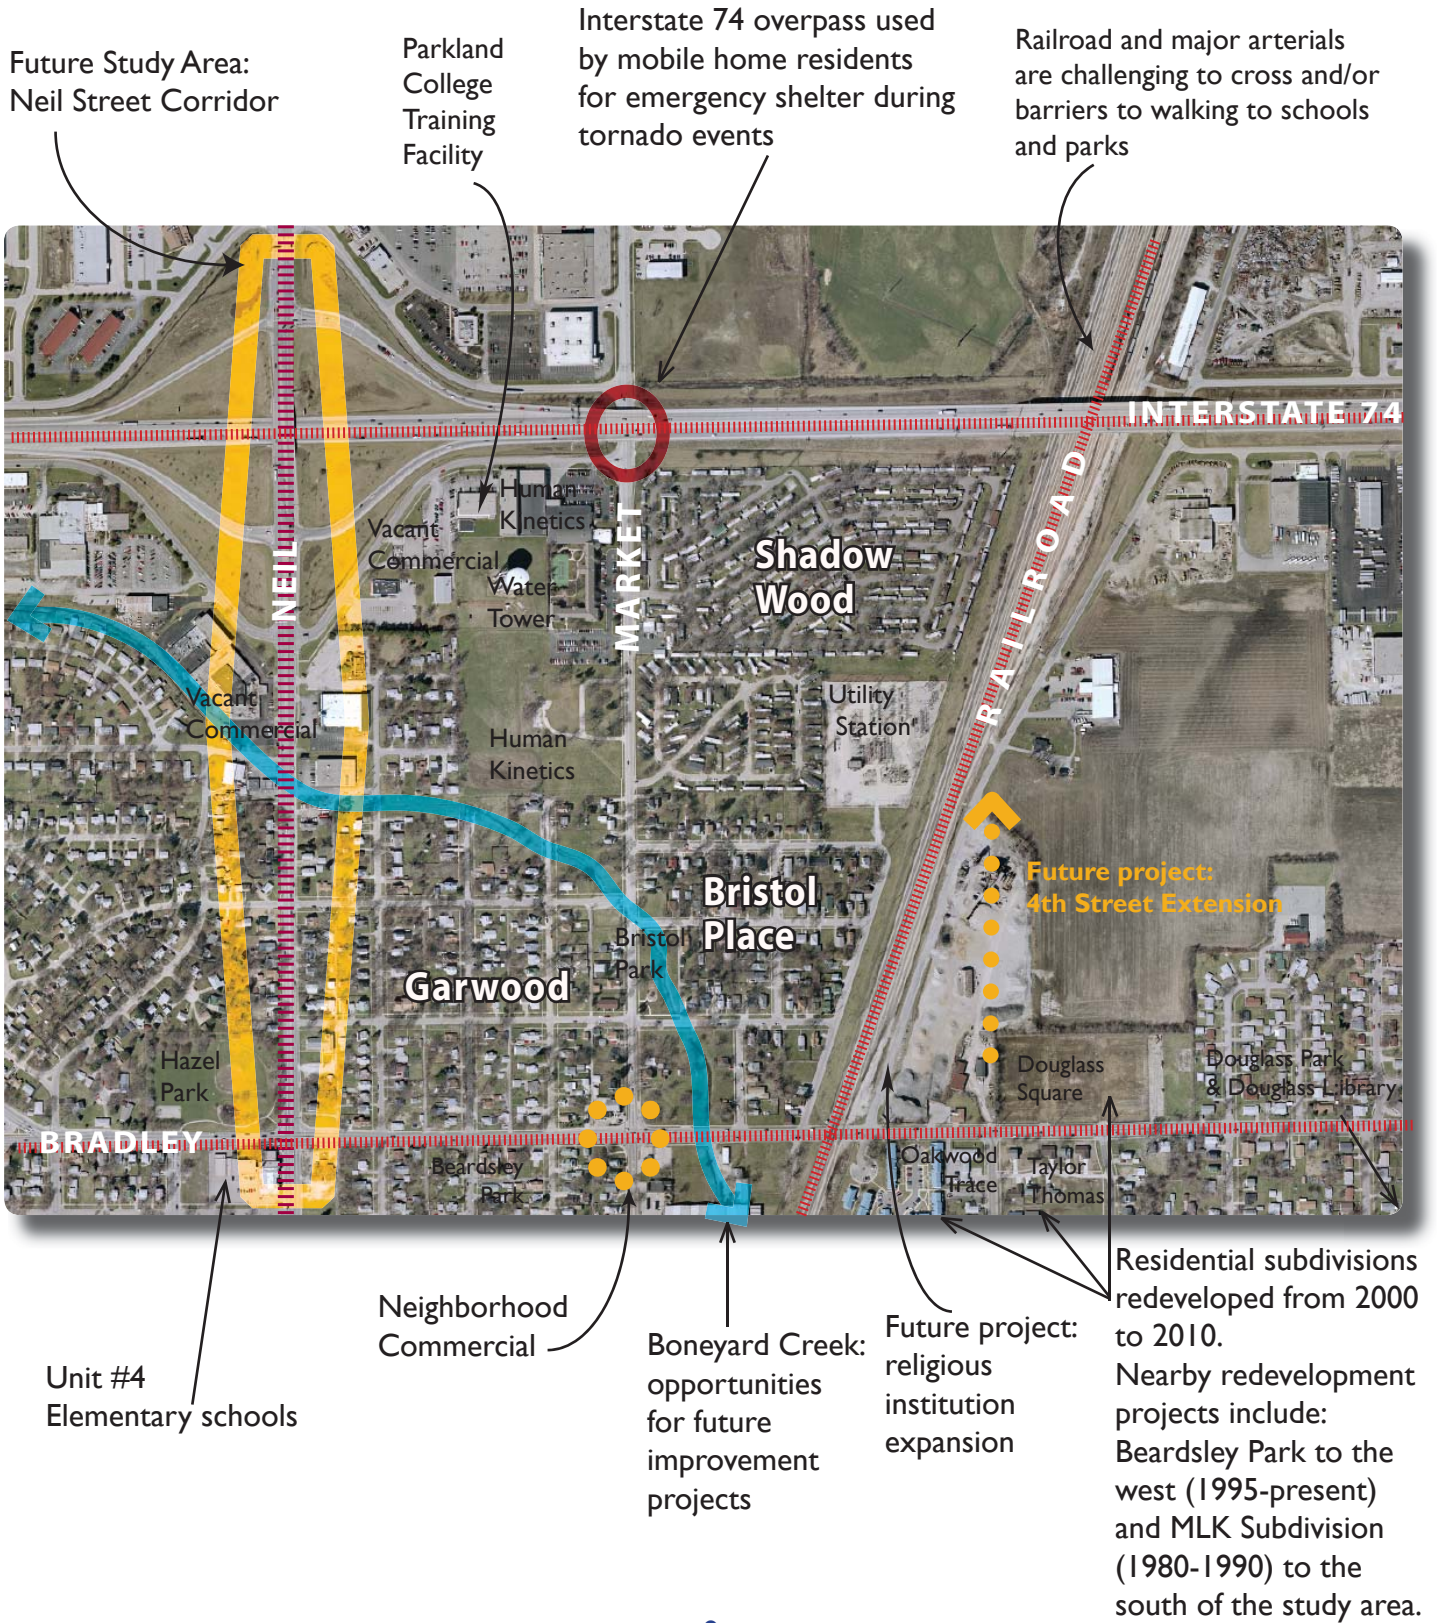 Future Study Area:
Neil Street Corridor
Parkland
College
Training
Facility
Interstate 74 overpass used
by mobile home residents
for emergency shelter during
tornado events
Railroad and major arterials
are challenging to cross and/or
barriers to walking to schools
and parks
INTERSTATE 74
NEIL
MARKET
RAILROAD
Human
Kinetics
Vacant
Commercial
Water
Tower
Shadow
Wood
Vacant
Commercial
Utility
Station
Human
Kinetics
Future project:
4th Street Extension
Bristol
Place
Bristol
Park
Garwood
Hazel
Park
Douglass
Square
Douglass Park
& Douglass Library
BRADLEY
Beardsley
Park
Oakwood
Trace
Taylor
Thomas
Unit #4
Elementary schools
Neighborhood
Commercial
Boneyard Creek:
opportunities
for future
improvement
projects
Future project:
religious
institution
expansion
Residential subdivisions
redeveloped from 2000
to 2010.
Nearby redevelopment
projects include:
Beardsley Park to the
west (1995-present)
and MLK Subdivision
(1980-1990) to the
south of the study area.